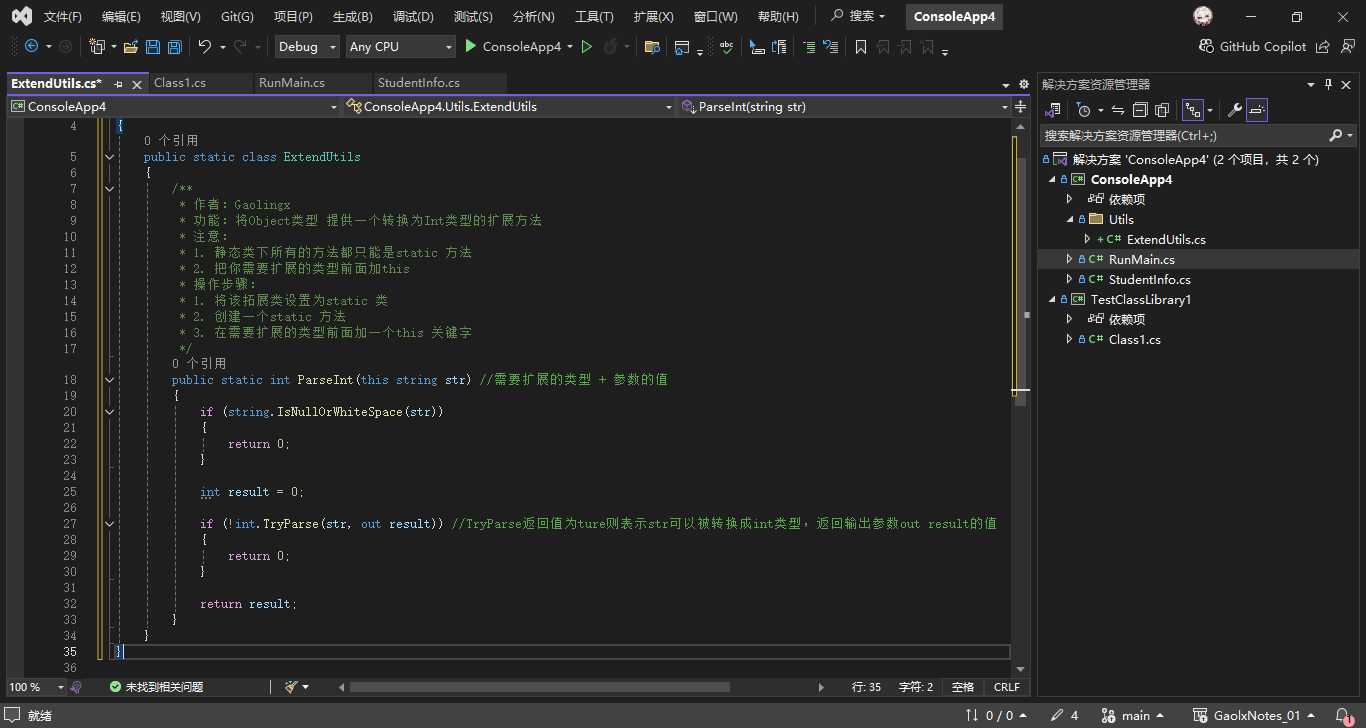 文件(F) 编辑(E) 视图(V) Git(G) 项目(P) 生成(B) 调试(D) 测试(S) 分析(N) 工具(T) 扩展(X) 窗口(W) 帮助(H) 搜索 ConsoleApp4
Debug Any CPU ConsoleApp4 abc GitHub Copilot
ExtendUtils.cs* Class1.cs RunMain.cs StudentInfo.cs
C# ConsoleApp4 ConsoleApp4.Utils.ExtendUtils ParseInt(string str)
4 {
0 个引用
5 public static class ExtendUtils
6 {
7 /**
8 * 作者: Gaolingx
9 * 功能: 将Object类型 提供一个转换为Int类型的扩展方法
10 * 注意:
11 * 1. 静态类下所有的方法都只能是static 方法
12 * 2. 把你需要扩展的类型前面加this
13 * 操作步骤:
14 * 1. 将该拓展类设置为static 类
15 * 2. 创建一个static 方法
16 * 3. 在需要扩展的类型前面加一个this 关键字
17 */
0 个引用
18 public static int ParseInt(this string str) //需要扩展的类型 + 参数的值
19 {
20 if (string.IsNullOrWhiteSpace(str))
21 {
22 return 0;
23 }
24
25 int result = 0;
26
27 if (!int.TryParse(str, out result)) //TryParse返回值为ture则表示str可以被转换成int类型，返回输出参数out result的值
28 {
29 return 0;
30 }
31
32 return result;
33 }
34 }
35 }
36
100 % 未找到相关问题 行: 35 字符: 2 空格 CRLF
解决方案资源管理器
搜索解决方案资源管理器(Ctrl+;)
解决方案 'ConsoleApp4' (2 个项目，共 2 个)
C# ConsoleApp4
依赖项
Utils
+ C# ExtendUtils.cs
C# RunMain.cs
C# StudentInfo.cs
C# TestClassLibrary1
依赖项
C# Class1.cs
就绪 0 / 0 4 main GaolxNotes_01 1